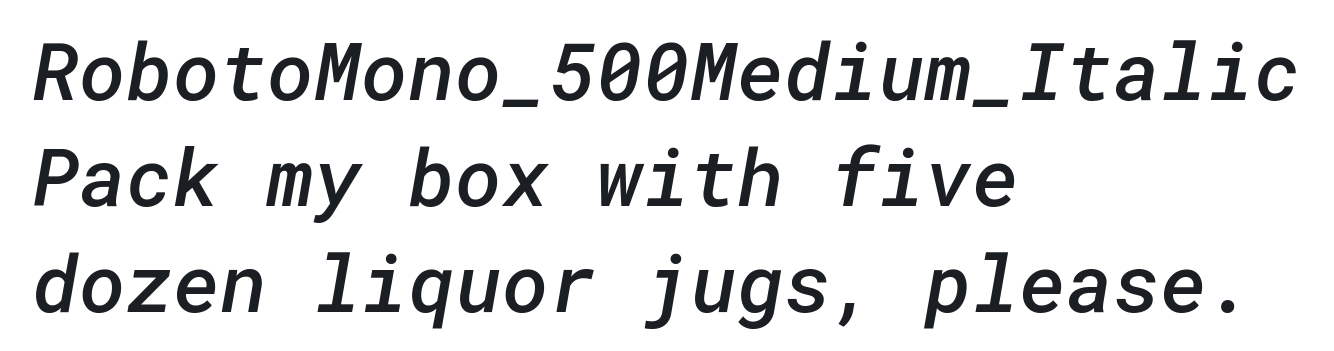 RobotoMono_500Medium_Italic
Pack my box with five
dozen liquor jugs, please.